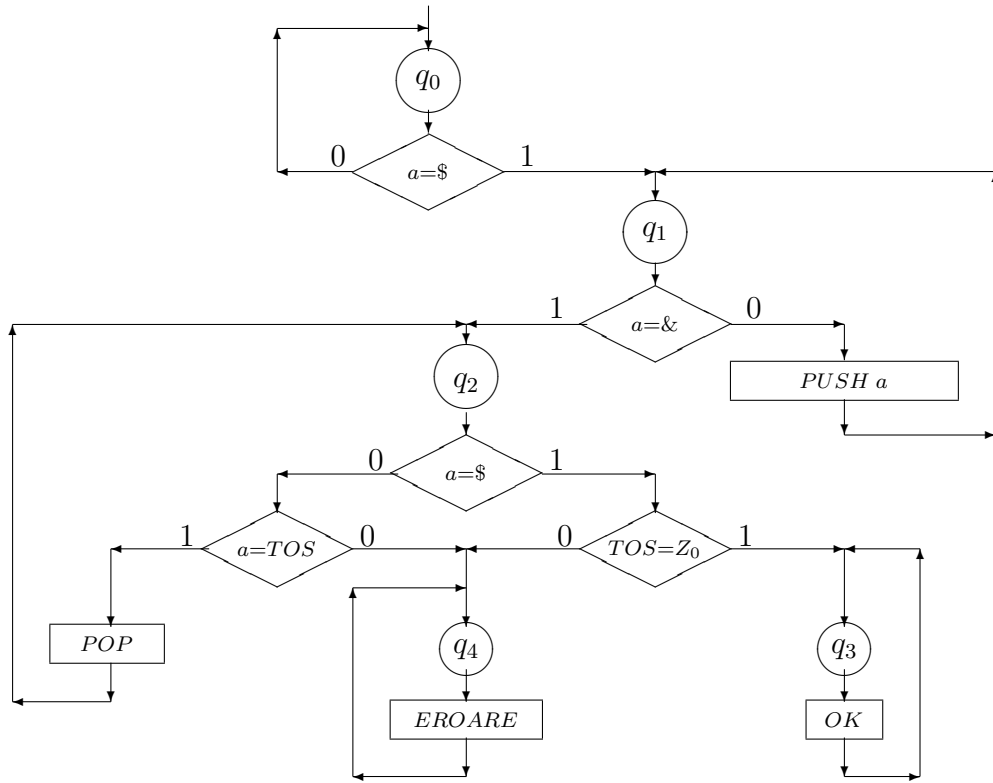 q0
0 a=$ 1
q1
1 a=& 0
q2
PUSH a
0 a=$ 1
1 a=TOS 0
0 TOS=Z0 1
POP
q4
q3
EROARE
OK